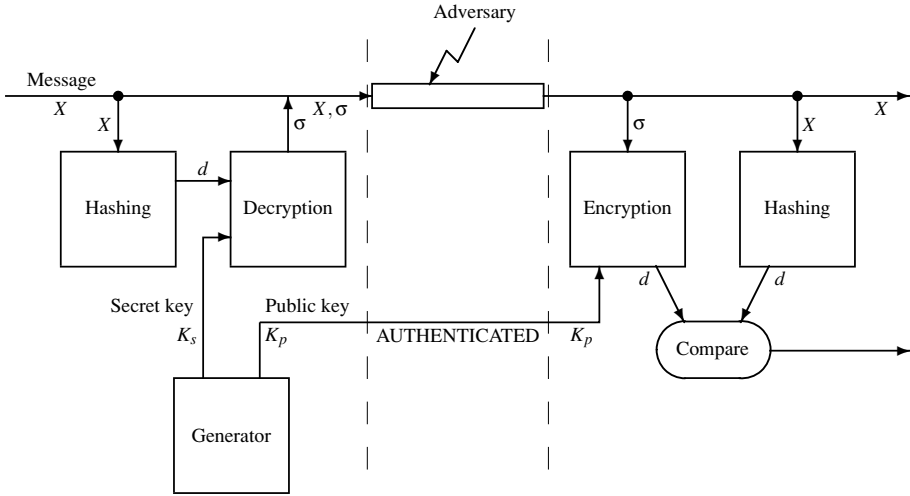 Adversary
Message
X
X, σ
X
X
σ
σ
X
d
Hashing
Decryption
Encryption
Hashing
d
d
Secret key
Public key
K_s
K_p
AUTHENTICATED
K_p
Compare
Generator